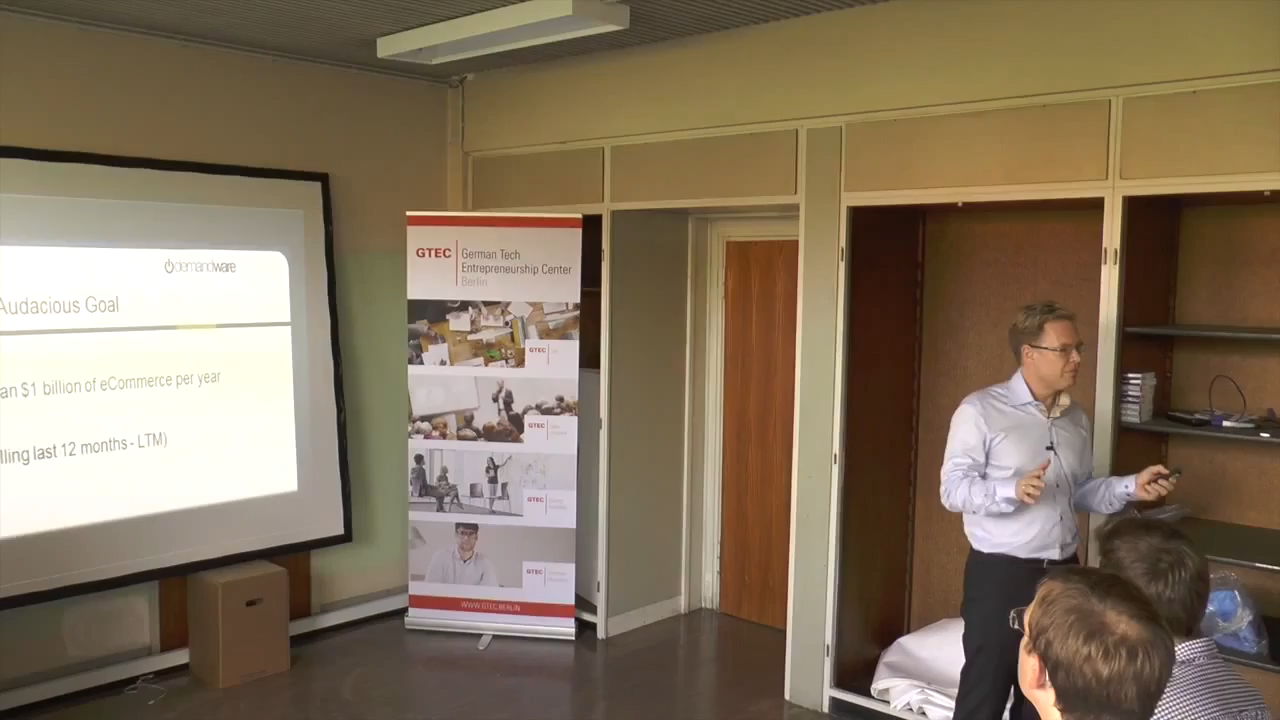 demandware
Audacious Goal
an $1 billion of eCommerce per year
lling last 12 months - LTM)
GTEC
German Tech
Entrepreneurship Center
Berlin
GTEC
GTEC
GTEC
GTEC
WWW.GTEC.BERLIN